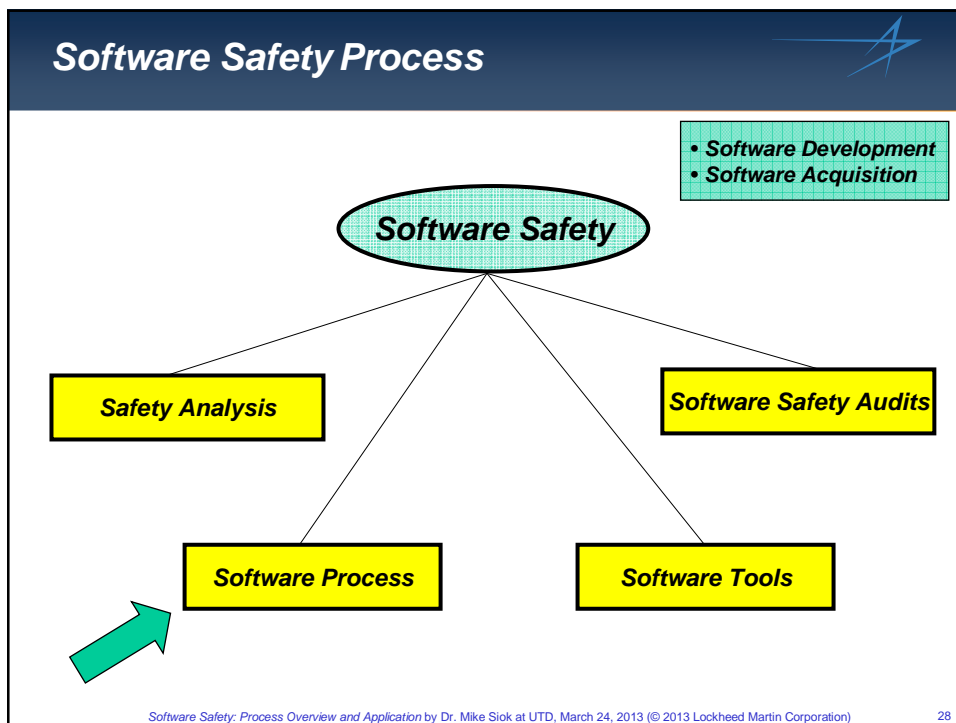 Software Safety Process
• Software Development
• Software Acquisition
Software Safety
Safety Analysis
Software Safety Audits
Software Process
Software Tools
Software Safety: Process Overview and Application by Dr. Mike Siok at UTD, March 24, 2013 (© 2013 Lockheed Martin Corporation) 28